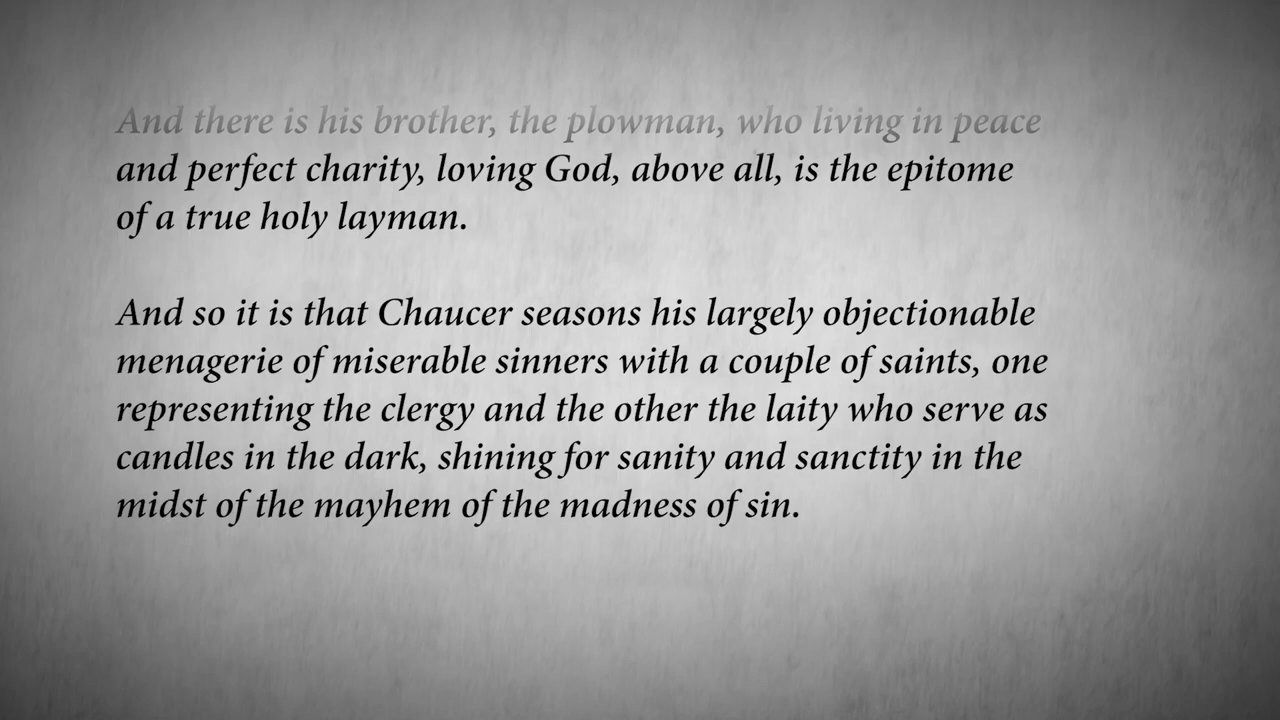 And there is his brother, the plowman, who living in peace
and perfect charity, loving God, above all, is the epitome
of a true holy layman.
And so it is that Chaucer seasons his largely objectionable
menagerie of miserable sinners with a couple of saints, one
representing the clergy and the other the laity who serve as
candles in the dark, shining for sanity and sanctity in the
midst of the mayhem of the madness of sin.